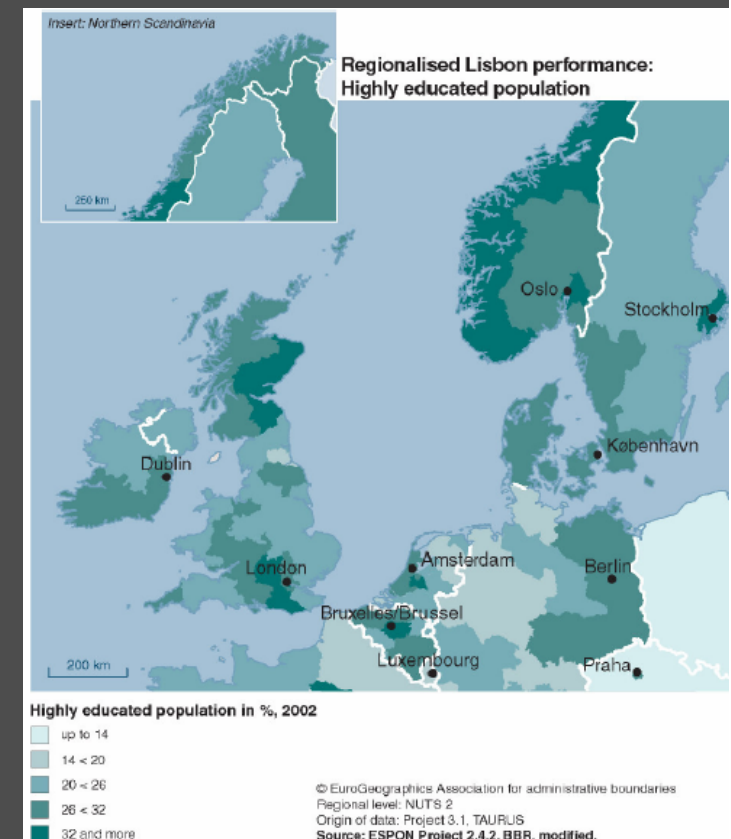 Insert: Northern Scandinavia
Regionalised Lisbon performance:
Highly educated population
250 km
Oslo
Stockholm
København
Dublin
London
Amsterdam
Berlin
Bruxelles/Brussel
Luxembourg
Praha
200 km
Highly educated population in %, 2002
up to 14
14 < 20
20 < 26
26 < 32
32 and more
© EuroGeographics Association for administrative boundaries
Regional level: NUTS 2
Origin of data: Project 3.1, TAURUS
Source: ESPON Project 2.4.2, BBR, modified.